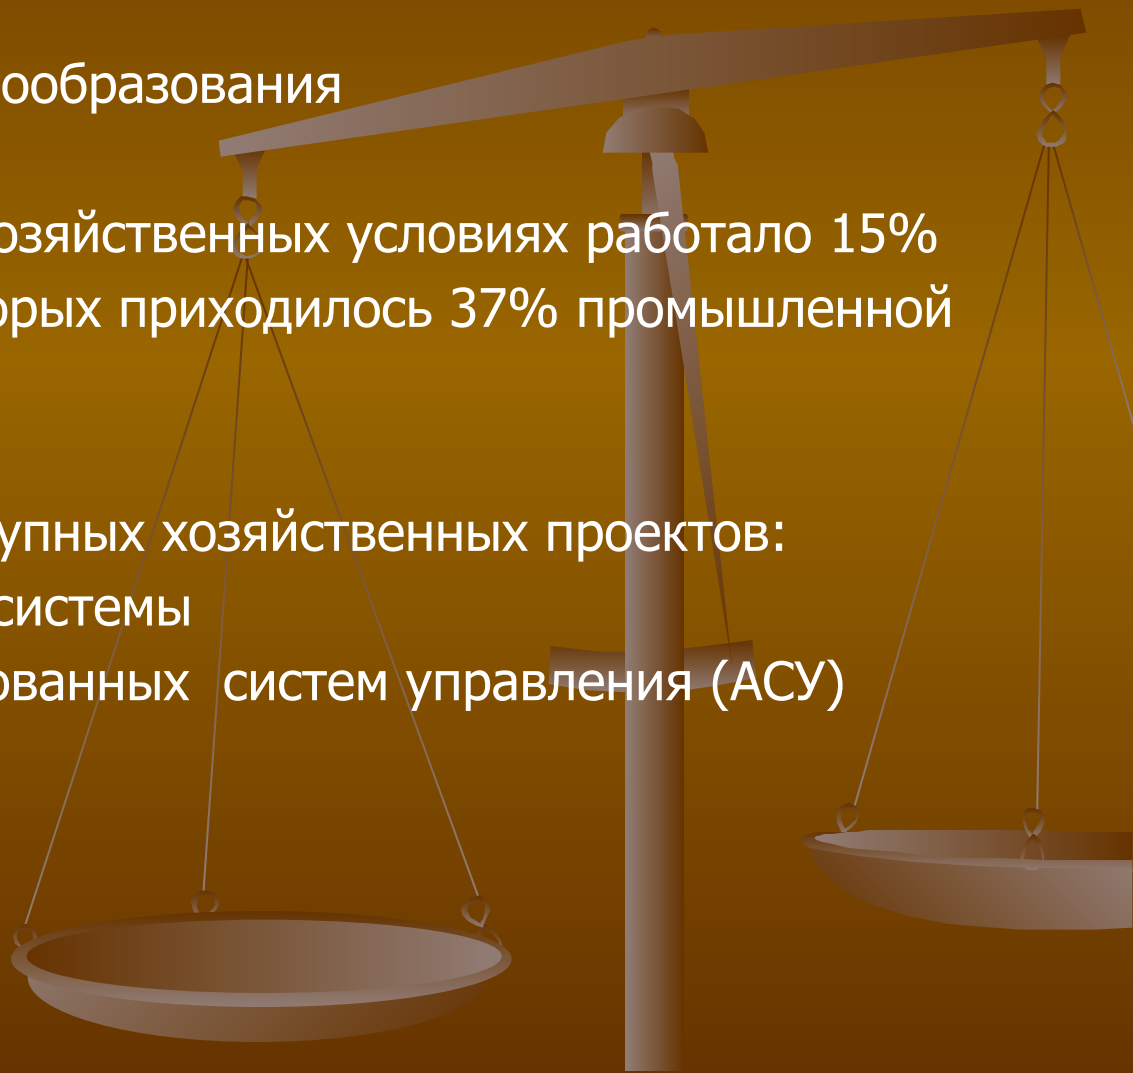 ообразования
озяйственных условиях работало 15%
орых приходилось 37% промышленной
упных хозяйственных проектов:
системы
ованных систем управления (АСУ)